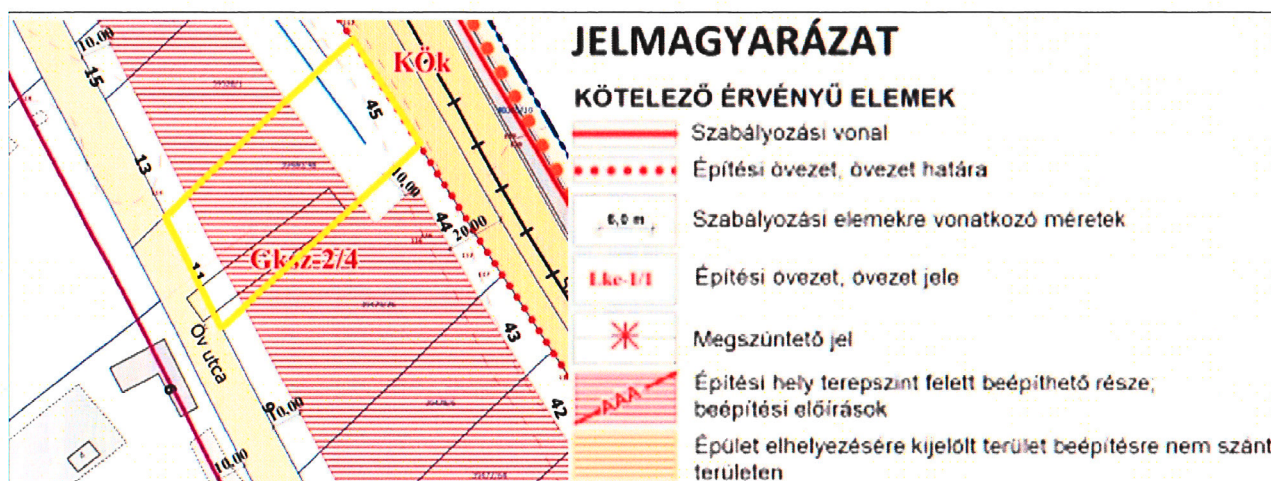 10,00
15
KÖk
45
13
10,00
44
20,00
Gksz-2/4
11
Öv utca
43
6
9
10,00
42
10,00
JELMAGYARÁZAT
KÖTELEZŐ ÉRVÉNYŰ ELEMEK
Szabályozási vonal
Építési övezet, övezet határa
6,0 m
Szabályozási elemekre vonatkozó méretek
Lke-1/1
Építési övezet, övezet jele
Megszüntető jel
AAA
Építési hely terepszint felett beépíthető része;
beépítési előírások
Épület elhelyezésére kijelölt terület beépítésre nem szánt
területen